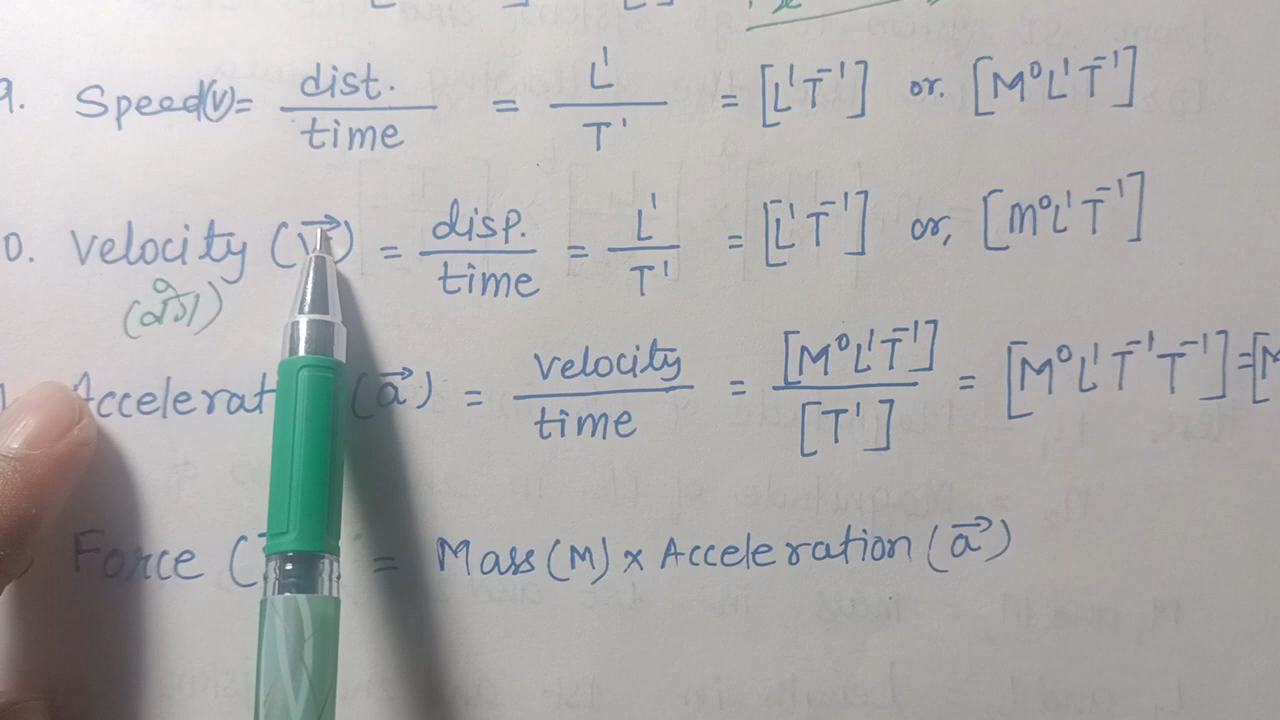 9. Speed(v) = dist. / time = L¹ / T¹ = [L¹T⁻¹] or. [M⁰L¹T⁻¹]
0. Velocity (v⃗) = disp. / time = L¹ / T¹ = [L¹T⁻¹] or, [M⁰L¹T⁻¹]
(वेग)
Accelerat (a⃗) = velocity / time = [M⁰L¹T⁻¹] / [T¹] = [M⁰L¹T⁻¹T⁻¹] = [M
Force ( = Mass (M) × Acceleration (a⃗)